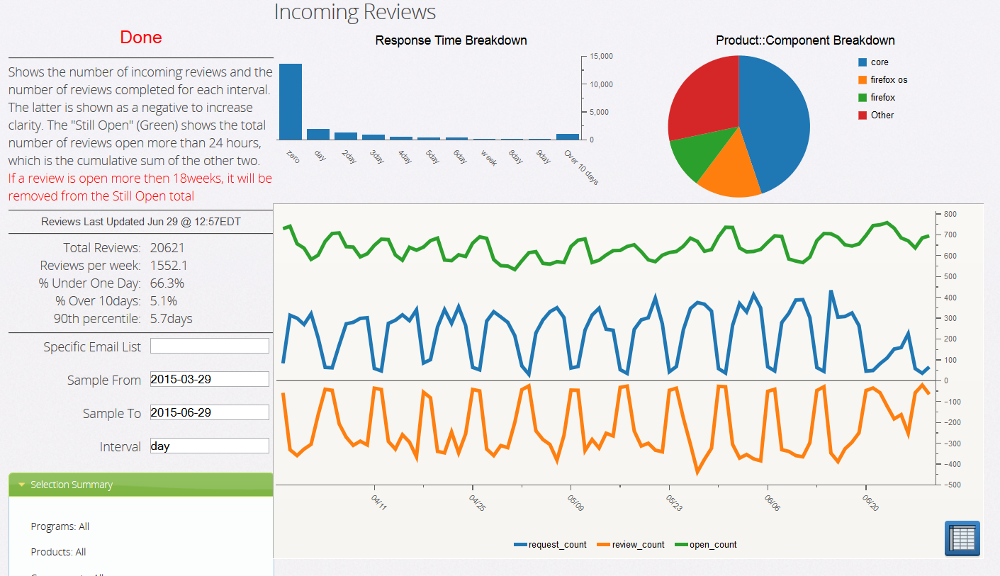 Incoming Reviews
Done
Shows the number of incoming reviews and the
number of reviews completed for each interval.
The latter is shown as a negative to increase
clarity. The "Still Open" (Green) shows the total
number of reviews open more than 24 hours,
which is the cumulative sum of the other two.
If a review is open more then 18weeks, it will be
removed from the Still Open total
Reviews Last Updated Jun 29 @ 12:57EDT
Total Reviews: 20621
Reviews per week: 1552.1
% Under One Day: 66.3%
% Over 10days: 5.1%
90th percentile: 5.7days
Specific Email List
Sample From 2015-03-29
Sample To 2015-06-29
Interval day
Selection Summary
Programs: All
Products: All
Response Time Breakdown
15,000
10,000
5,000
0
zero
day
2day
3day
4day
5day
6day
week
8day
9day
Over 10 days
Product::Component Breakdown
core
firefox os
firefox
Other
800
700
600
500
400
300
200
100
0
−100
−200
−300
−400
−500
04/11
04/25
05/09
05/23
06/06
06/20
request_count review_count open_count